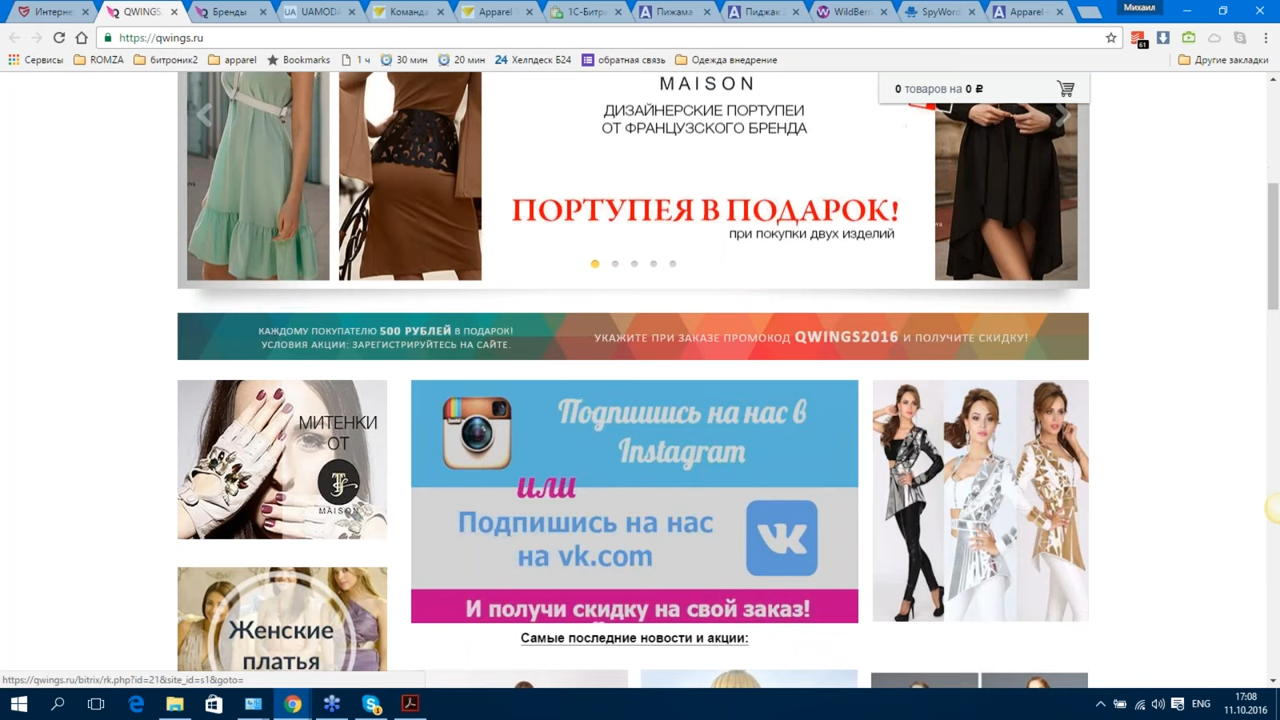 Интерне
QWINGS
Бренды
UAMODA
Команда
Apparel
1С-Битр
Пижама
Пиджак
WildBerr
SpyWord
Apparel
Михаил
https://qwings.ru
61
Сервисы
ROMZA
битроник2
apparel
Bookmarks
1 ч
30 мин
20 мин
24 Хелпдеск Б24
обратная связь
Одежда внедрение
Другие закладки
MAISON
0 товаров на 0 ₽
ДИЗАЙНЕРСКИЕ ПОРТУПЕИ
ОТ ФРАНЦУЗСКОГО БРЕНДА
ПОРТУПЕЯ В ПОДАРОК!
при покупки двух изделий
КАЖДОМУ ПОКУПАТЕЛЮ 500 РУБЛЕЙ В ПОДАРОК!
УСЛОВИЯ АКЦИИ: ЗАРЕГИСТРИРУЙТЕСЬ НА САЙТЕ.
УКАЖИТЕ ПРИ ЗАКАЗЕ ПРОМОКОД QWINGS2016 И ПОЛУЧИТЕ СКИДКУ!
МИТЕНКИ
ОТ
MAISON
Подпишись на нас в
Instagram
или
Подпишись на нас
на vk.com
И получи скидку на свой заказ!
Женские
платья
Самые последние новости и акции:
https://qwings.ru/bitrix/rk.php?id=21&site_id=s1&goto=
ENG
17:08
11.10.2016